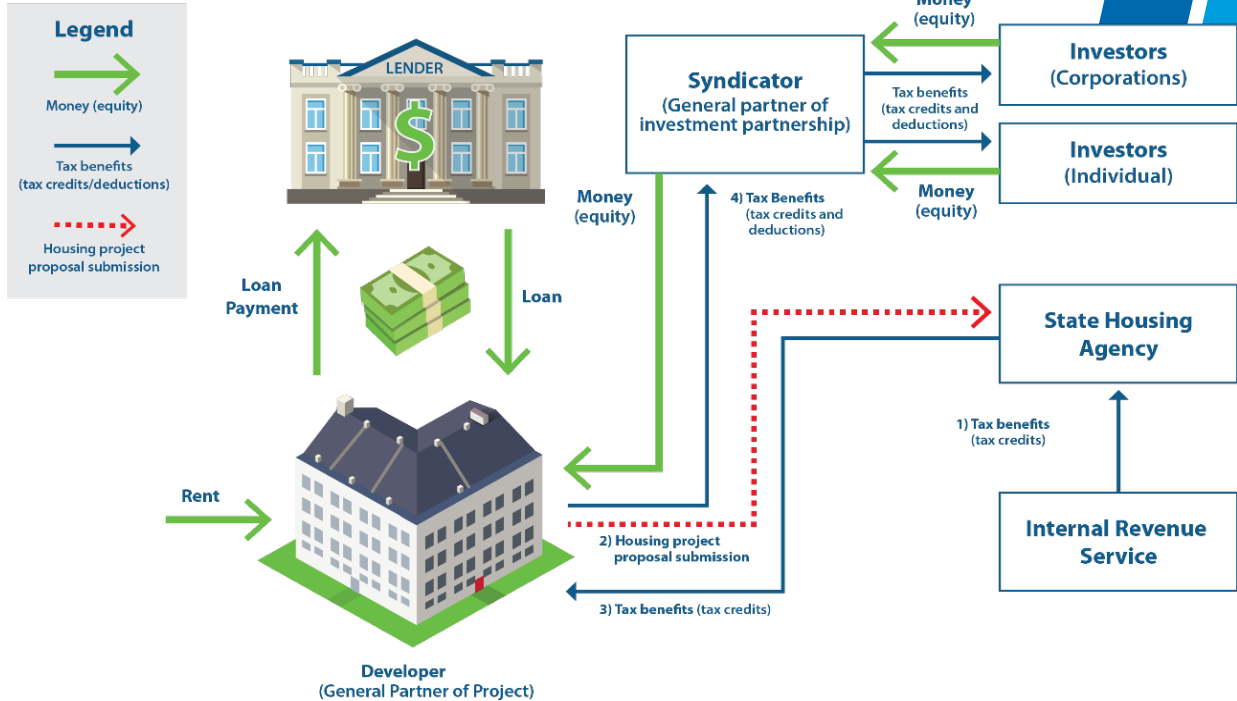 Legend
Money (equity)
Tax benefits
(tax credits/deductions)
Housing project
proposal submission
LENDER
$
Loan
Payment
Loan
Rent
Developer
(General Partner of Project)
Syndicator
(General partner of
investment partnership)
Money
(equity)
Tax benefits
(tax credits and
deductions)
Money
(equity)
Investors
(Corporations)
Investors
(Individual)
Money
(equity)
4) Tax Benefits
(tax credits and
deductions)
State Housing
Agency
1) Tax benefits
(tax credits)
Internal Revenue
Service
2) Housing project
proposal submission
3) Tax benefits (tax credits)